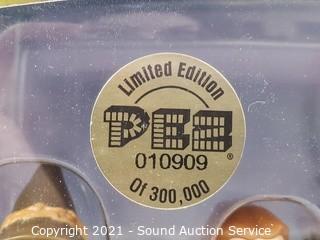 Limited Edition
PEZ
010909
®
Of 300,000
Copyright 2021 - Sound Auction Service